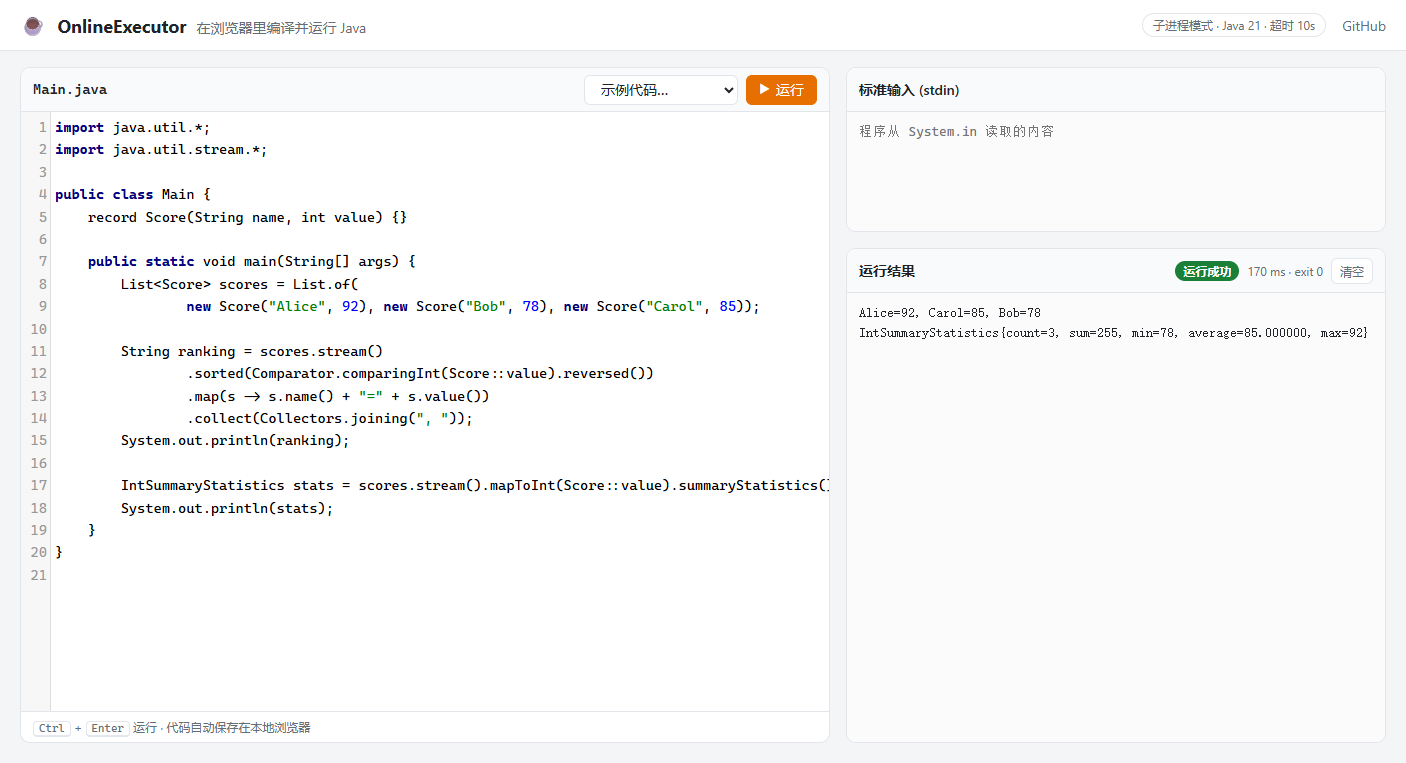 OnlineExecutor 在浏览器里编译并运行 Java
子进程模式 · Java 21 · 超时 10s GitHub
Main.java 示例代码... 运行
1 import java.util.*;
2 import java.util.stream.*;
3
4 public class Main {
5 record Score(String name, int value) {}
6
7 public static void main(String[] args) {
8 List<Score> scores = List.of(
9 new Score("Alice", 92), new Score("Bob", 78), new Score("Carol", 85));
10
11 String ranking = scores.stream()
12 .sorted(Comparator.comparingInt(Score::value).reversed())
13 .map(s -> s.name() + "=" + s.value())
14 .collect(Collectors.joining(", "));
15 System.out.println(ranking);
16
17 IntSummaryStatistics stats = scores.stream().mapToInt(Score::value).summaryStatistics()
18 System.out.println(stats);
19 }
20 }
21
Ctrl + Enter 运行 · 代码自动保存在本地浏览器
标准输入 (stdin)
程序从 System.in 读取的内容
运行结果 运行成功 170 ms · exit 0 清空
Alice=92, Carol=85, Bob=78
IntSummaryStatistics{count=3, sum=255, min=78, average=85.000000, max=92}